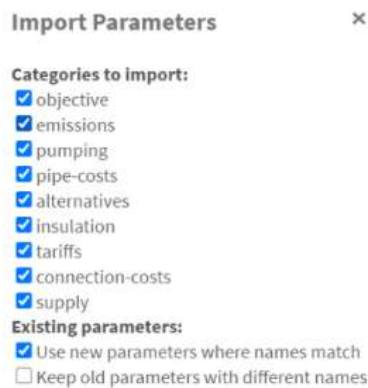 Import Parameters ×
Categories to import:
objective
emissions
pumping
pipe-costs
alternatives
insulation
tariffs
connection-costs
supply
Existing parameters:
Use new parameters where names match
Keep old parameters with different names